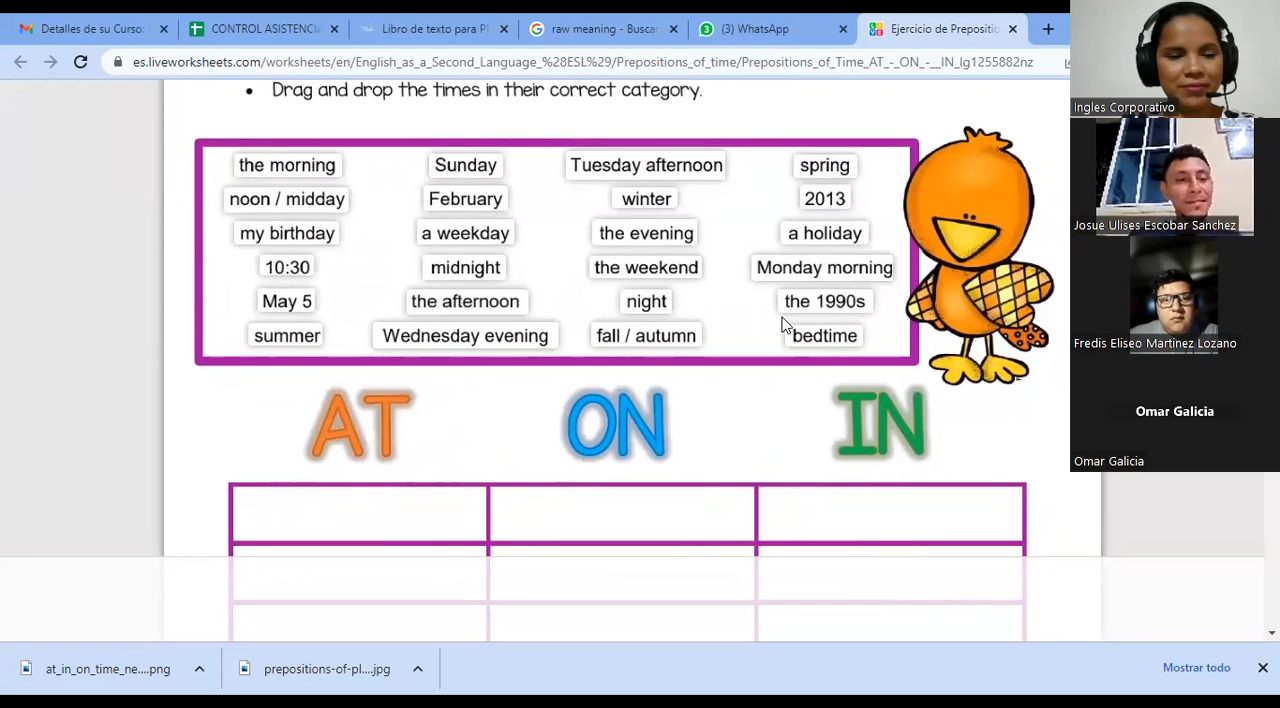 Detalles de su Curso:
CONTROL ASISTENCIA
Libro de texto para P
raw meaning - Buscar
(3) WhatsApp
Ejercicio de Prepositio
es.liveworksheets.com/worksheets/en/English_as_a_Second_Language_%28ESL%29/Prepositions_of_time/Prepositions_of_Time_AT_-_ON_-__IN_lg1255882nz
• Drag and drop the times in their correct category.
the morning Sunday Tuesday afternoon spring
noon / midday February winter 2013
my birthday a weekday the evening a holiday
10:30 midnight the weekend Monday morning
May 5 the afternoon night the 1990s
summer Wednesday evening fall / autumn bedtime
AT ON IN
Ingles Corporativo
Josue Ulises Escobar Sanchez
Fredis Eliseo Martinez Lozano
Omar Galicia
Omar Galicia
at_in_on_time_ne....png
prepositions-of-pl....jpg
Mostrar todo